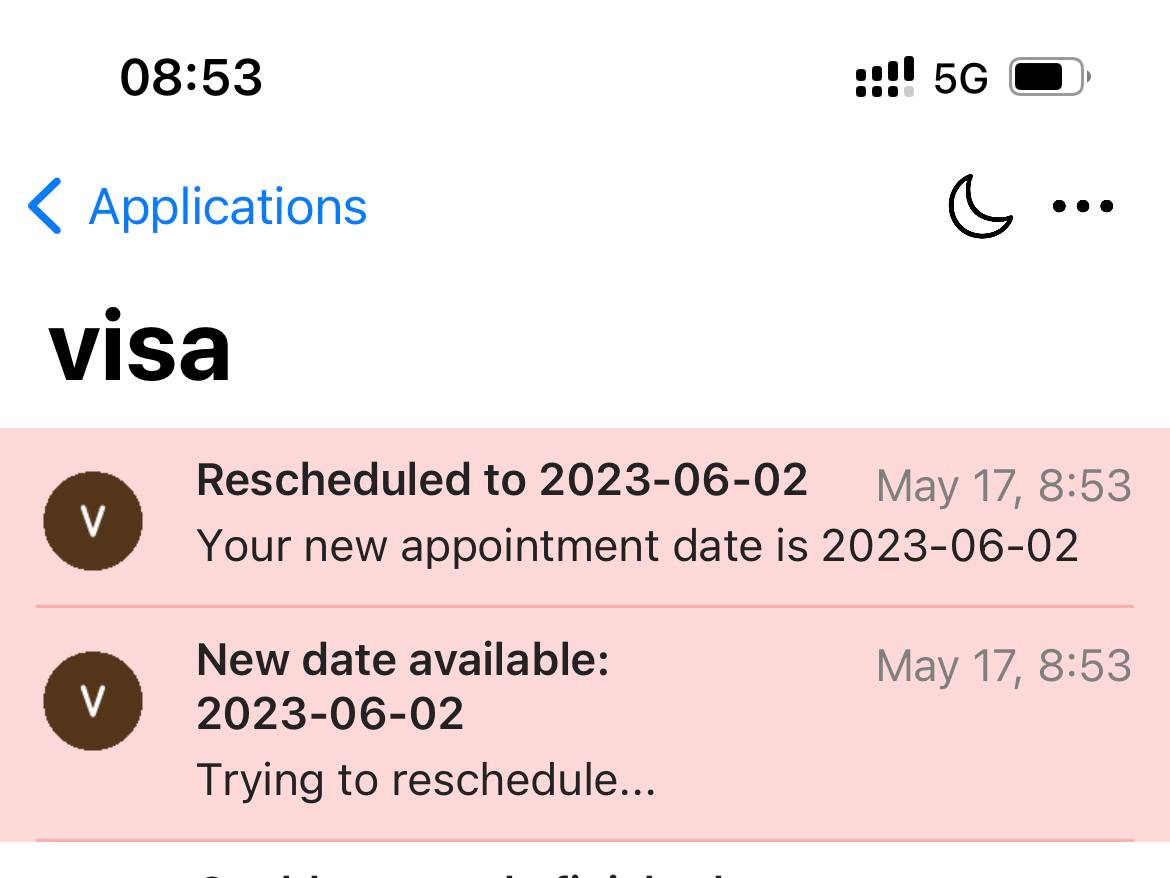 08:53
5G
Applications
visa
V
Rescheduled to 2023-06-02
May 17, 8:53
Your new appointment date is 2023-06-02
V
New date available:
May 17, 8:53
2023-06-02
Trying to reschedule...